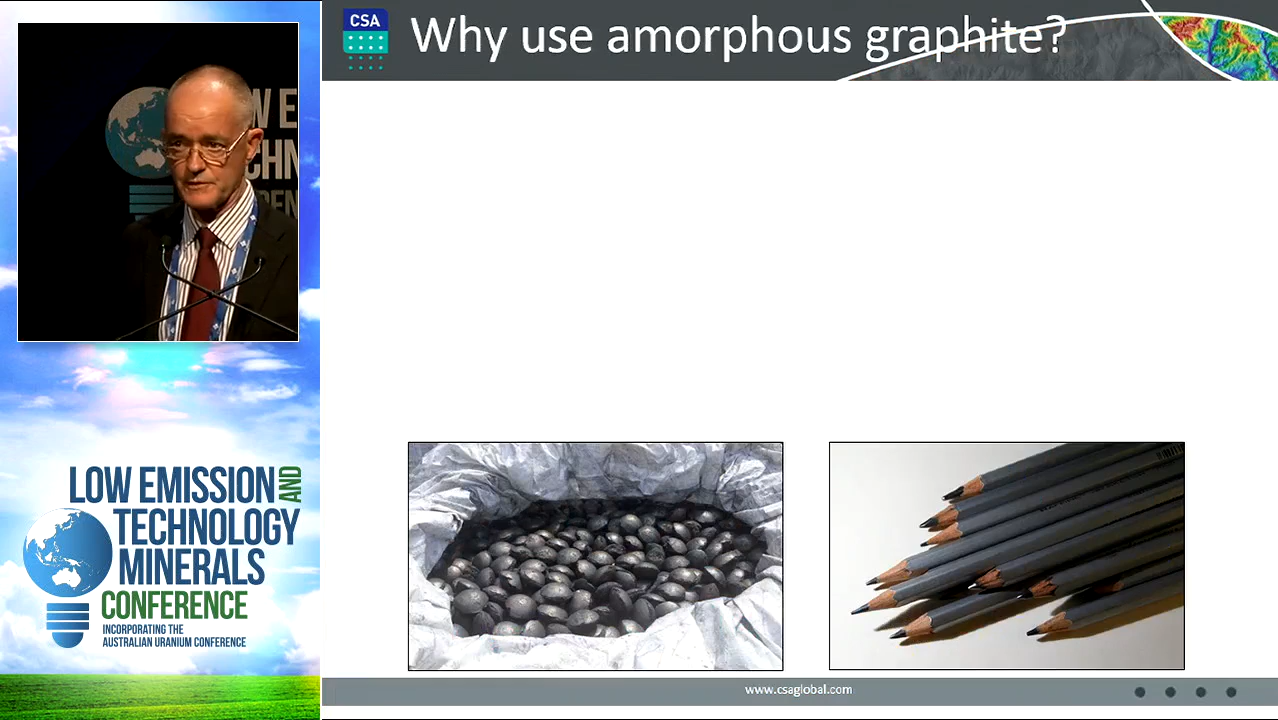 CSA
Why use amorphous graphite?
W E
CHN
LOW EMISSION AND
TECHNOLOGY
MINERALS
CONFERENCE
INCORPORATING THE
AUSTRALIAN URANIUM CONFERENCE
www.csaglobal.com